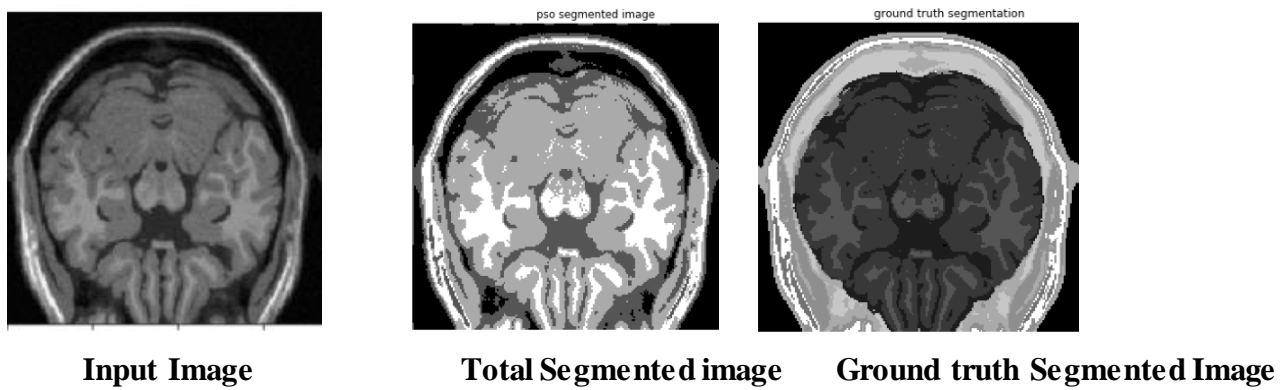 pso segmented image
ground truth segmentation
Input Image
Total Segmented image
Ground truth Segmented Image